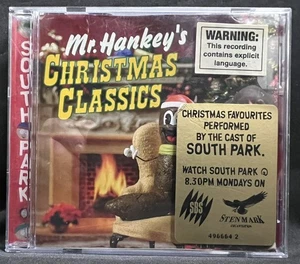 SOUTH PARK
Mr. Hankey's
CHRISTMAS
CLASSICS
WARNING:
This recording
contains explicit
language.
CHRISTMAS FAVOURITES
PERFORMED
BY THE CAST OF
SOUTH PARK.
WATCH SOUTH PARK @
8.30PM MONDAYS ON
SBS
STENMARK
496664 2